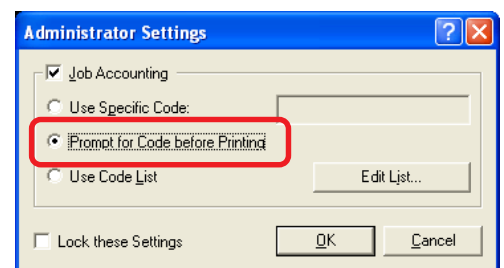 Administrator Settings
Job Accounting
Use Specific Code:
Prompt for Code before Printing
Use Code List
Edit List...
Lock these Settings
OK
Cancel